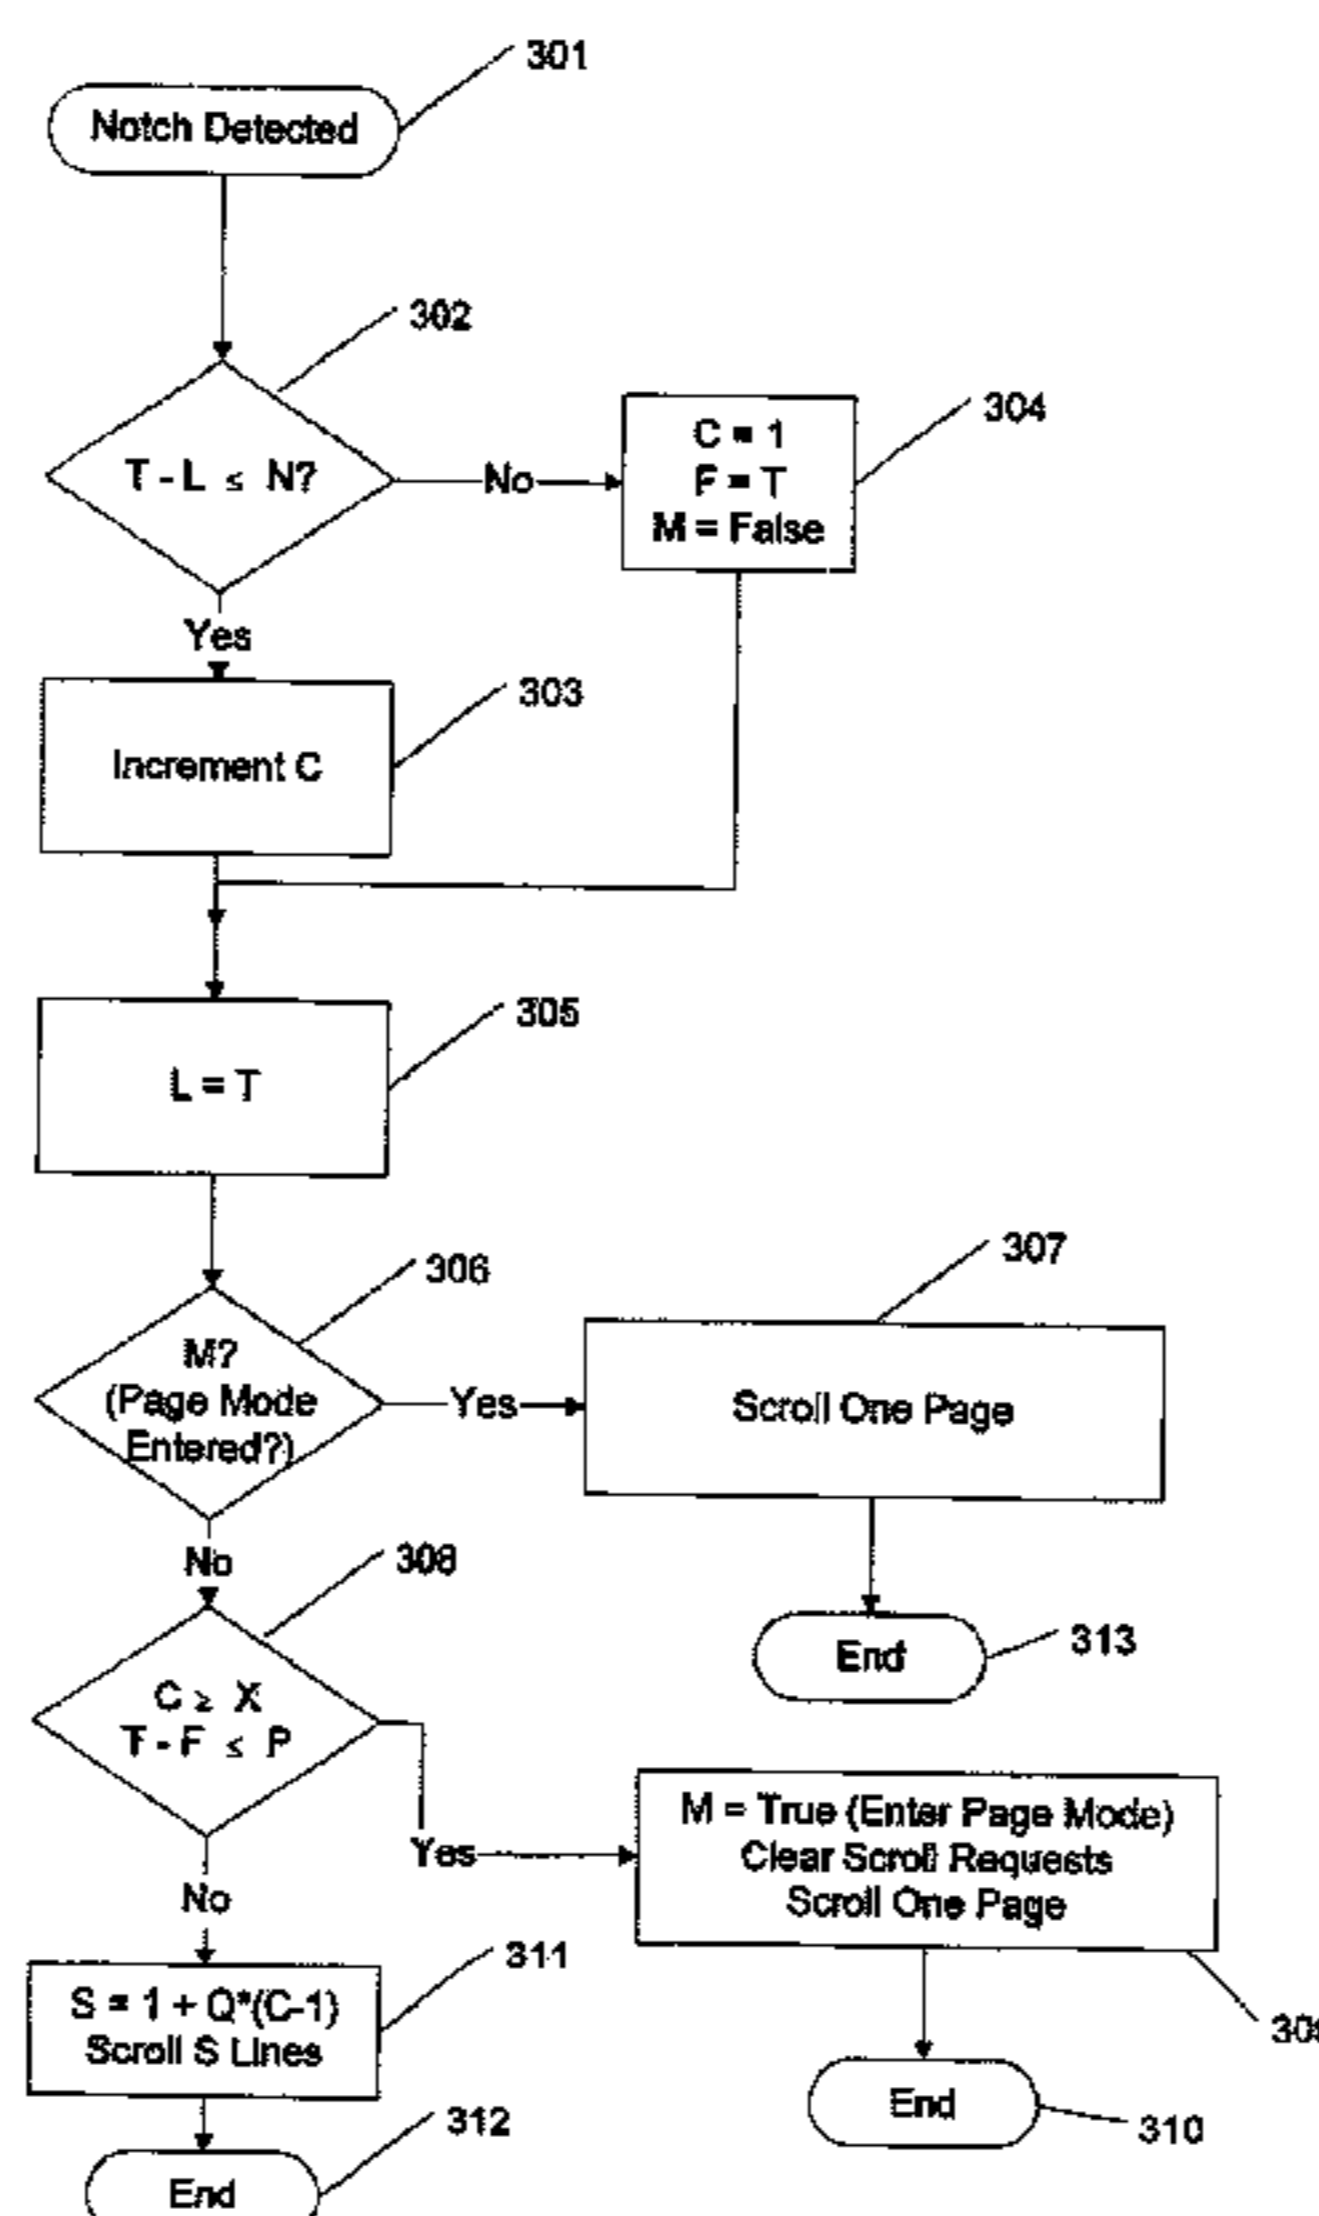 301
Notch Detected
302
T - L ≤ N?
No
304
C = 1
F = T
M = False
Yes
303
Increment C
305
L = T
306
M?
(Page Mode
Entered?)
Yes
307
Scroll One Page
No
308
313
End
C ≥ X
T - F ≤ P
Yes
M = True (Enter Page Mode)
Clear Scroll Requests
Scroll One Page
No
311
S = 1 + Q*(C-1)
Scroll S Lines
End
310
312
End